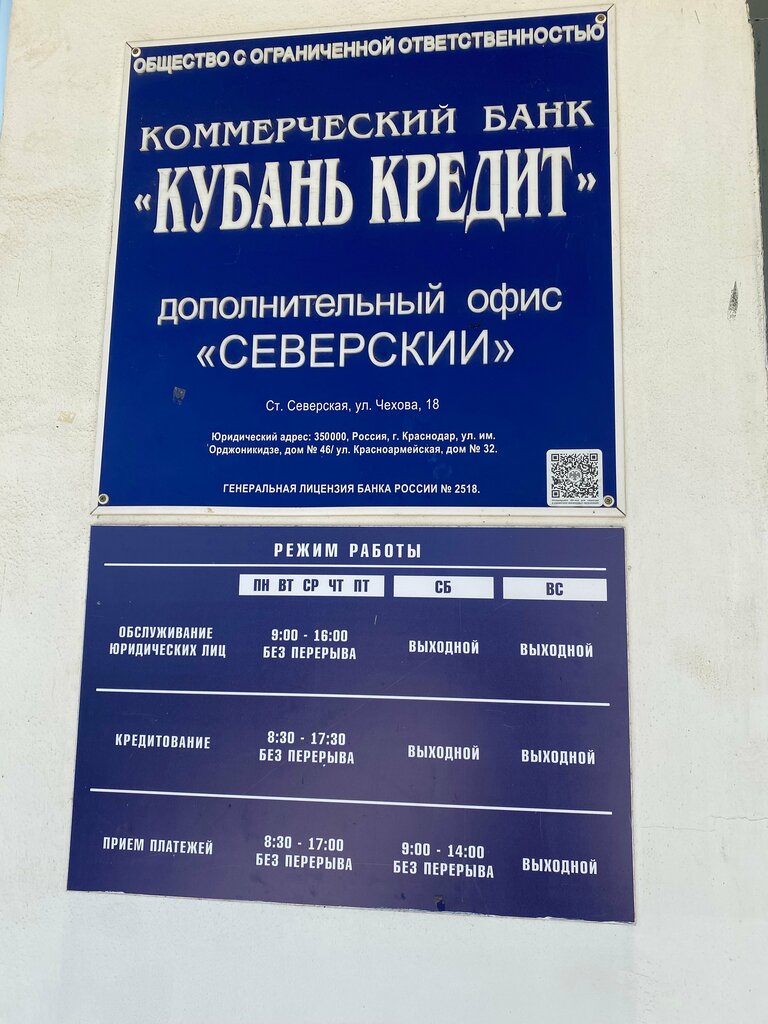 ОБЩЕСТВО С ОГРАНИЧЕННОЙ ОТВЕТСТВЕННОСТЬЮ
КОММЕРЧЕСКИЙ БАНК
«КУБАНЬ КРЕДИТ»
ДОПОЛНИТЕЛЬНЫЙ ОФИС
«СЕВЕРСКИЙ»
Ст. Северская, ул. Чехова, 18
Юридический адрес: 350000, Россия, г. Краснодар, ул. им.
Орджоникидзе, дом № 46/ ул. Красноармейская, дом № 32.
ГЕНЕРАЛЬНАЯ ЛИЦЕНЗИЯ БАНКА РОССИИ № 2518.
РЕЖИМ РАБОТЫ
ПН ВТ СР ЧТ ПТ СБ ВС
ОБСЛУЖИВАНИЕ
ЮРИДИЧЕСКИХ ЛИЦ
9:00 - 16:00
БЕЗ ПЕРЕРЫВА
ВЫХОДНОЙ
ВЫХОДНОЙ
КРЕДИТОВАНИЕ
8:30 - 17:30
БЕЗ ПЕРЕРЫВА
ВЫХОДНОЙ
ВЫХОДНОЙ
ПРИЕМ ПЛАТЕЖЕЙ
8:30 - 17:00
БЕЗ ПЕРЕРЫВА
9:00 - 14:00
БЕЗ ПЕРЕРЫВА
ВЫХОДНОЙ